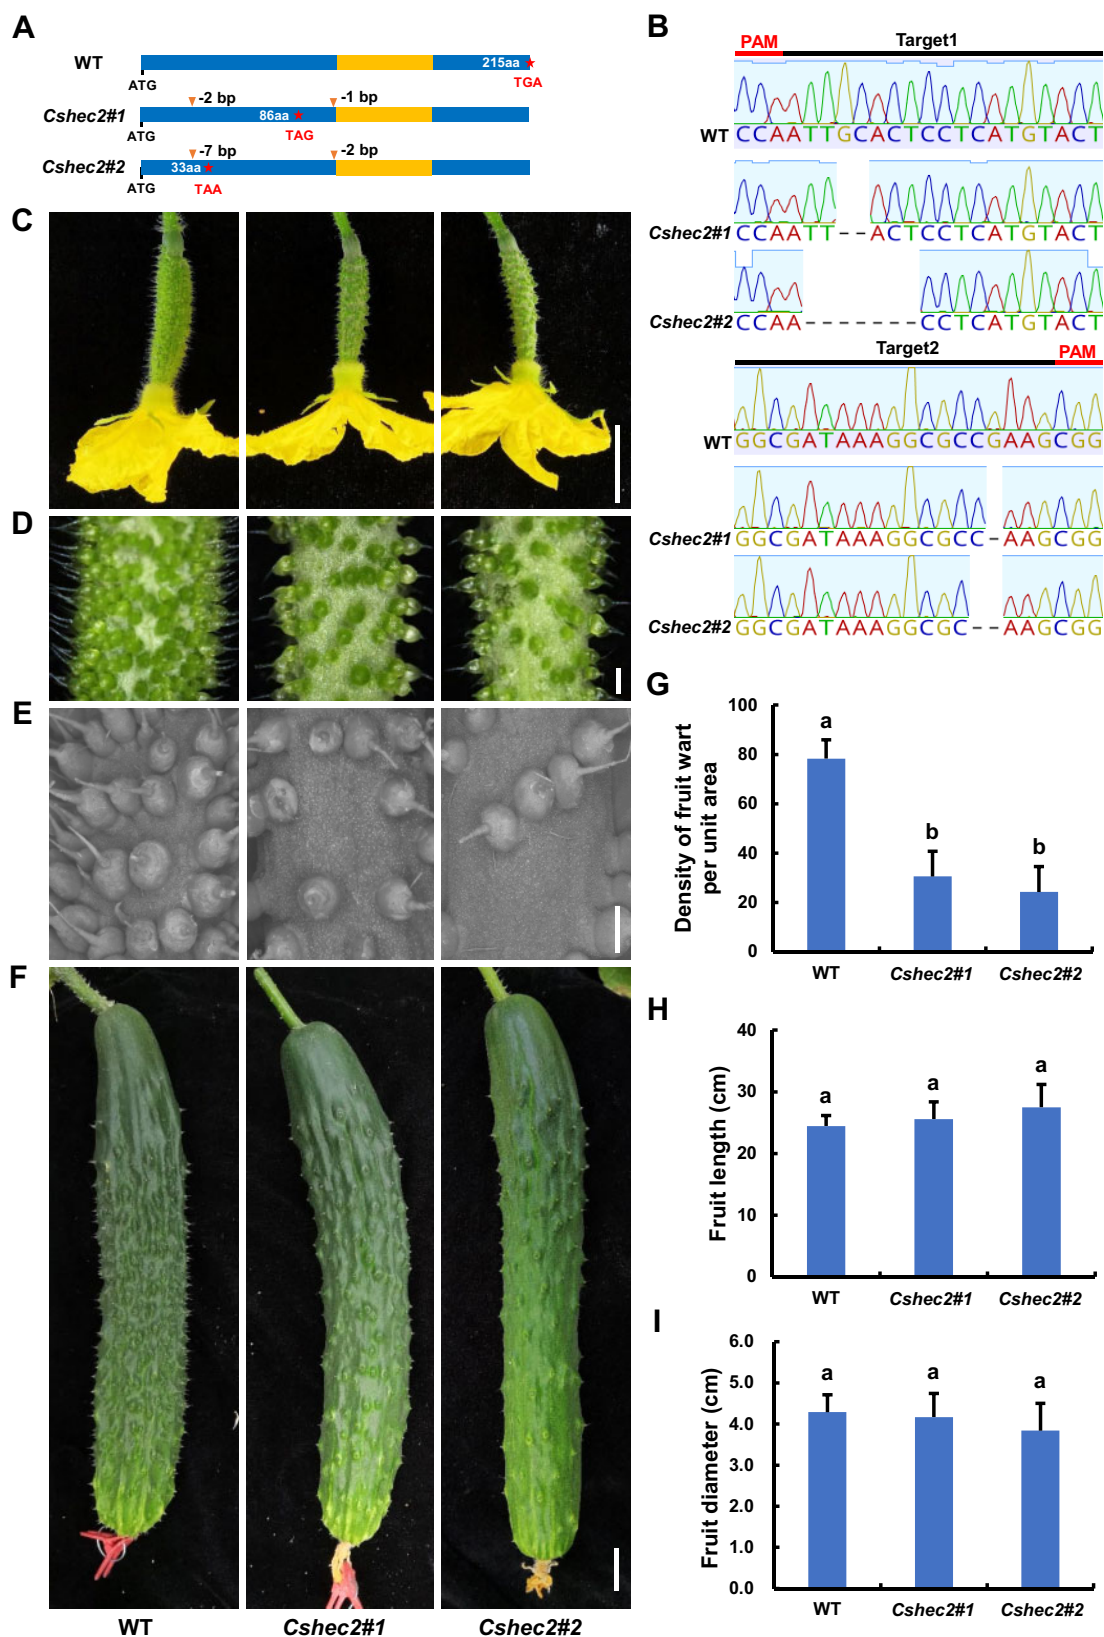 A
WT
215aa
ATG
TGA
Cshec2#1
-2 bp
-1 bp
86aa
ATG
TAG
Cshec2#2
-7 bp
-2 bp
33aa
ATG
TAA
B
PAM
Target1
WT
CCAATTGCACTCCTCATGTACT
Cshec2#1
CCAATT--ACTCCTCATGTACT
Cshec2#2
CCAA-------CCTCATGTACT
Target2
PAM
WT
GGCGATAAAGGCGCCGAAGCGG
Cshec2#1
GGCGATAAAGGCGCC-AAGCGG
Cshec2#2
GGCGATAAAGGCGC--AAGCGG
C
D
E
F
WT
Cshec2#1
Cshec2#2
G
Density of fruit wart
per unit area
100
80
60
40
20
0
a
b
b
WT
Cshec2#1
Cshec2#2
H
Fruit length (cm)
40
30
20
10
0
a
a
a
WT
Cshec2#1
Cshec2#2
I
Fruit diameter (cm)
6.0
5.0
4.0
3.0
2.0
1.0
0.0
a
a
a
WT
Cshec2#1
Cshec2#2